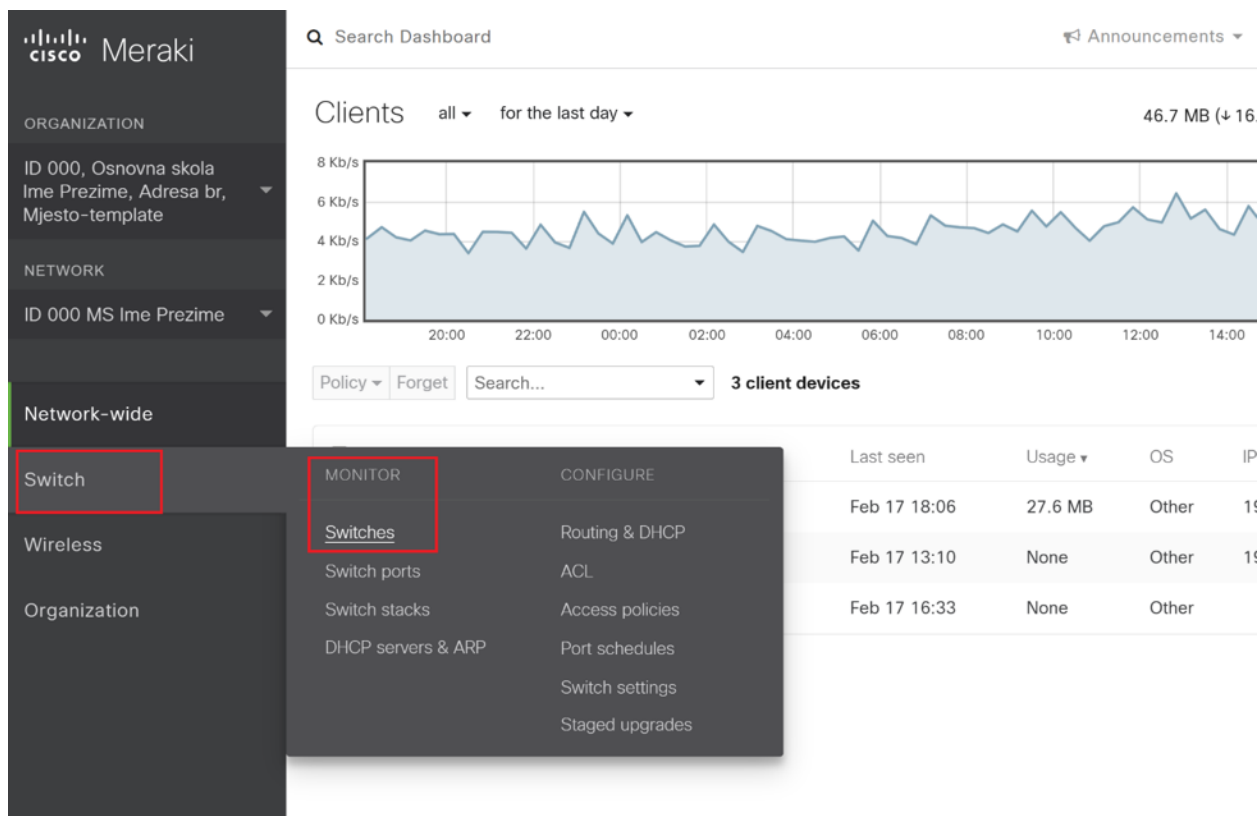 CISCO Meraki
ORGANIZATION
ID 000, Osnovna skola
Ime Prezime, Adresa br,
Mjesto-template
NETWORK
ID 000 MS Ime Prezime
Network-wide
Switch
Wireless
Organization
Search Dashboard
Announcements
Clients all for the last day
46.7 MB (↓ 16.
8 Kb/s
6 Kb/s
4 Kb/s
2 Kb/s
0 Kb/s
20:00 22:00 00:00 02:00 04:00 06:00 08:00 10:00 12:00 14:00
Policy Forget Search... 3 client devices
MONITOR
Switches
Switch ports
Switch stacks
DHCP servers & ARP
CONFIGURE
Routing & DHCP
ACL
Access policies
Port schedules
Switch settings
Staged upgrades
Last seen Usage OS IP
Feb 17 18:06 27.6 MB Other 19
Feb 17 13:10 None Other 19
Feb 17 16:33 None Other